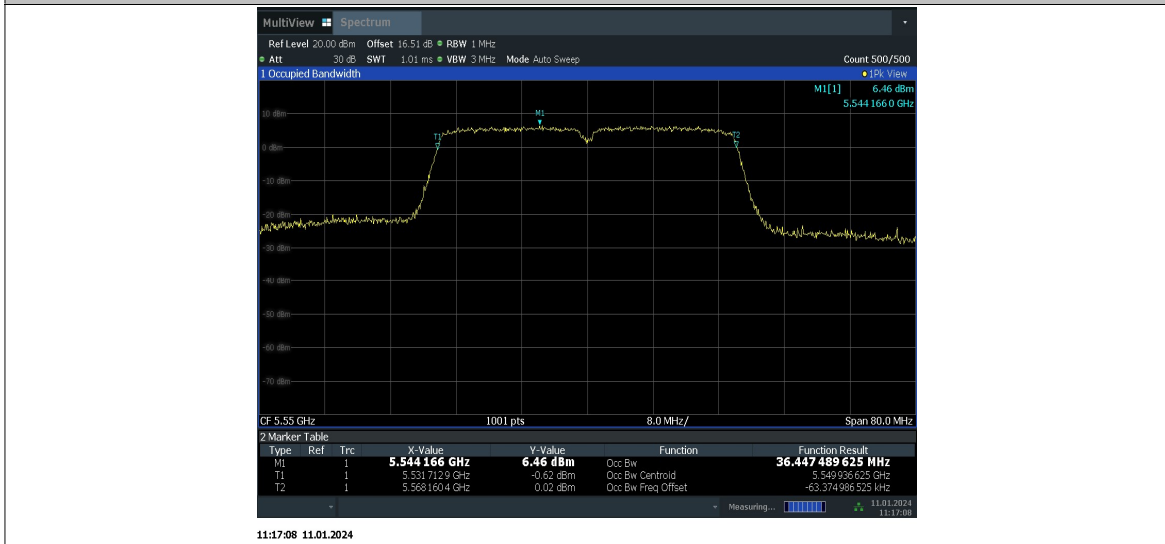 MultiView Spectrum
Ref Level 20.00 dBm Offset 16.51 dB RBW 1 MHz
Att 30 dB SWT 1.01 ms VBW 3 MHz Mode Auto Sweep Count 500/500
1 Occupied Bandwidth 1Pk View
M1[1] 6.46 dBm
5.544 166 0 GHz
10 dBm
M1
T1 T2
0 dBm
-10 dBm
-20 dBm
-30 dBm
-40 dBm
-50 dBm
-60 dBm
-70 dBm
CF 5.55 GHz 1001 pts 8.0 MHz/ Span 80.0 MHz
2 Marker Table
Type Ref Trc X-Value Y-Value Function Function Result
M1 1 5.544 166 GHz 6.46 dBm Occ Bw 36.447 489 625 MHz
T1 1 5.531 712 9 GHz -0.62 dBm Occ Bw Centroid 5.549 936 625 GHz
T2 1 5.568 160 4 GHz 0.02 dBm Occ Bw Freq Offset -63.374 986 525 kHz
Measuring... 11.01.2024
11:17:08
11:17:08 11.01.2024